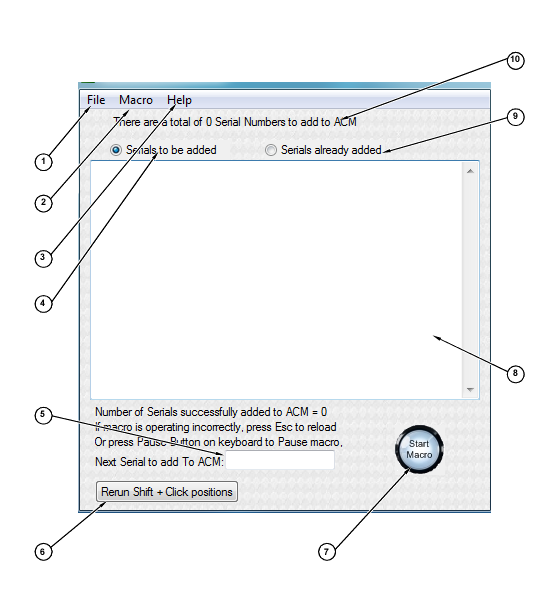 10
File Macro Help
There are a total of 0 Serial Numbers to add to ACM
9
1
Serials to be added Serials already added
2
3
4
8
Number of Serials successfully added to ACM = 0
5
If macro is operating incorrectly, press Esc to reload
Or press Pause Button on keyboard to Pause macro,
Start
Macro
Next Serial to add To ACM:
Rerun Shift + Click positions
6
7